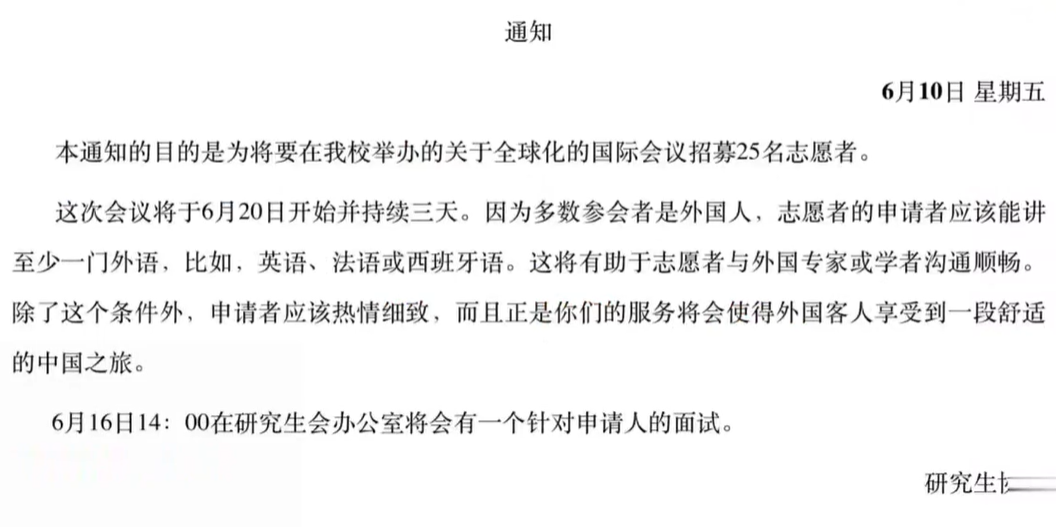 通知
6月10日 星期五
本通知的目的是为将要在我校举办的关于全球化的国际会议招募25名志愿者。
这次会议将于6月20日开始并持续三天。因为多数参会者是外国人，志愿者的申请者应该能讲
至少一门外语，比如，英语、法语或西班牙语。这将有助于志愿者与外国专家或学者沟通顺畅。
除了这个条件外，申请者应该热情细致，而且正是你们的服务将会使得外国客人享受到一段舒适
的中国之旅。
6月16日14：00在研究生会办公室将会有一个针对申请人的面试。
研究生